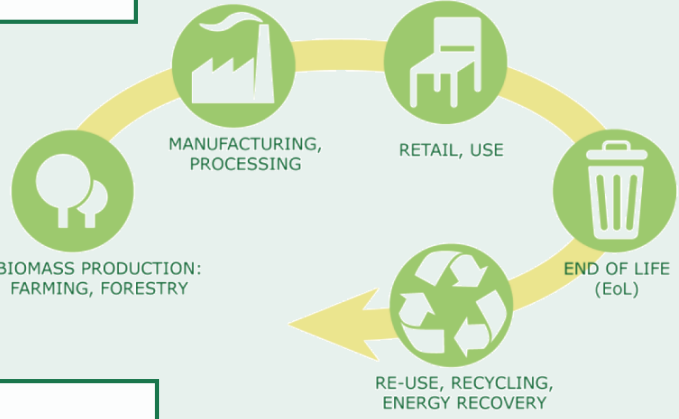 MANUFACTURING,
PROCESSING
RETAIL, USE
BIOMASS PRODUCTION:
FARMING, FORESTRY
END OF LIFE
(EoL)
RE-USE, RECYCLING,
ENERGY RECOVERY